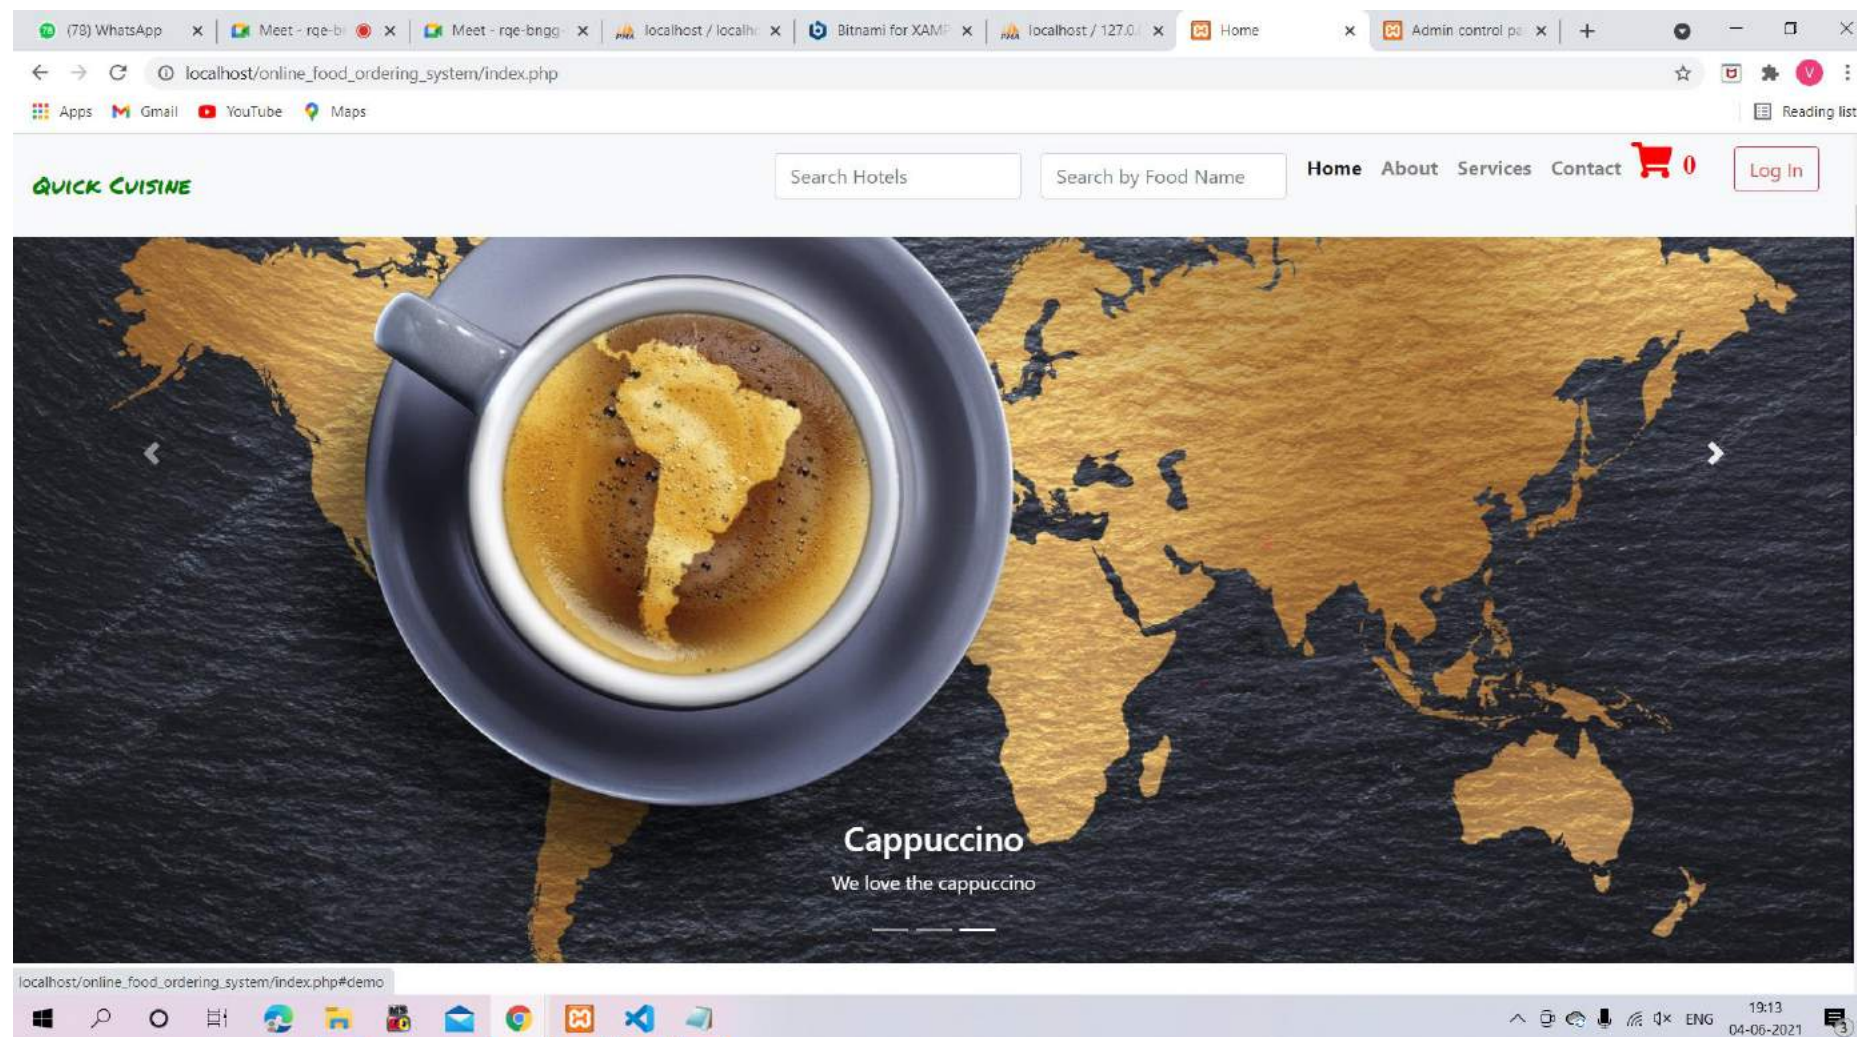 (78) WhatsApp
Meet - rqe-b
Meet - rqe-bngg
localhost / localh
Bitnami for XAM
localhost / 127.0.
Home
Admin control pa
localhost/online_food_ordering_system/index.php
V
Apps
Gmail
YouTube
Maps
Reading list
Quick Cuisine
Search Hotels
Search by Food Name
Home
About
Services
Contact
0
Log In
Cappuccino
We love the cappuccino
localhost/online_food_ordering_system/index.php#demo
ENG
19:13
04-06-2021
3